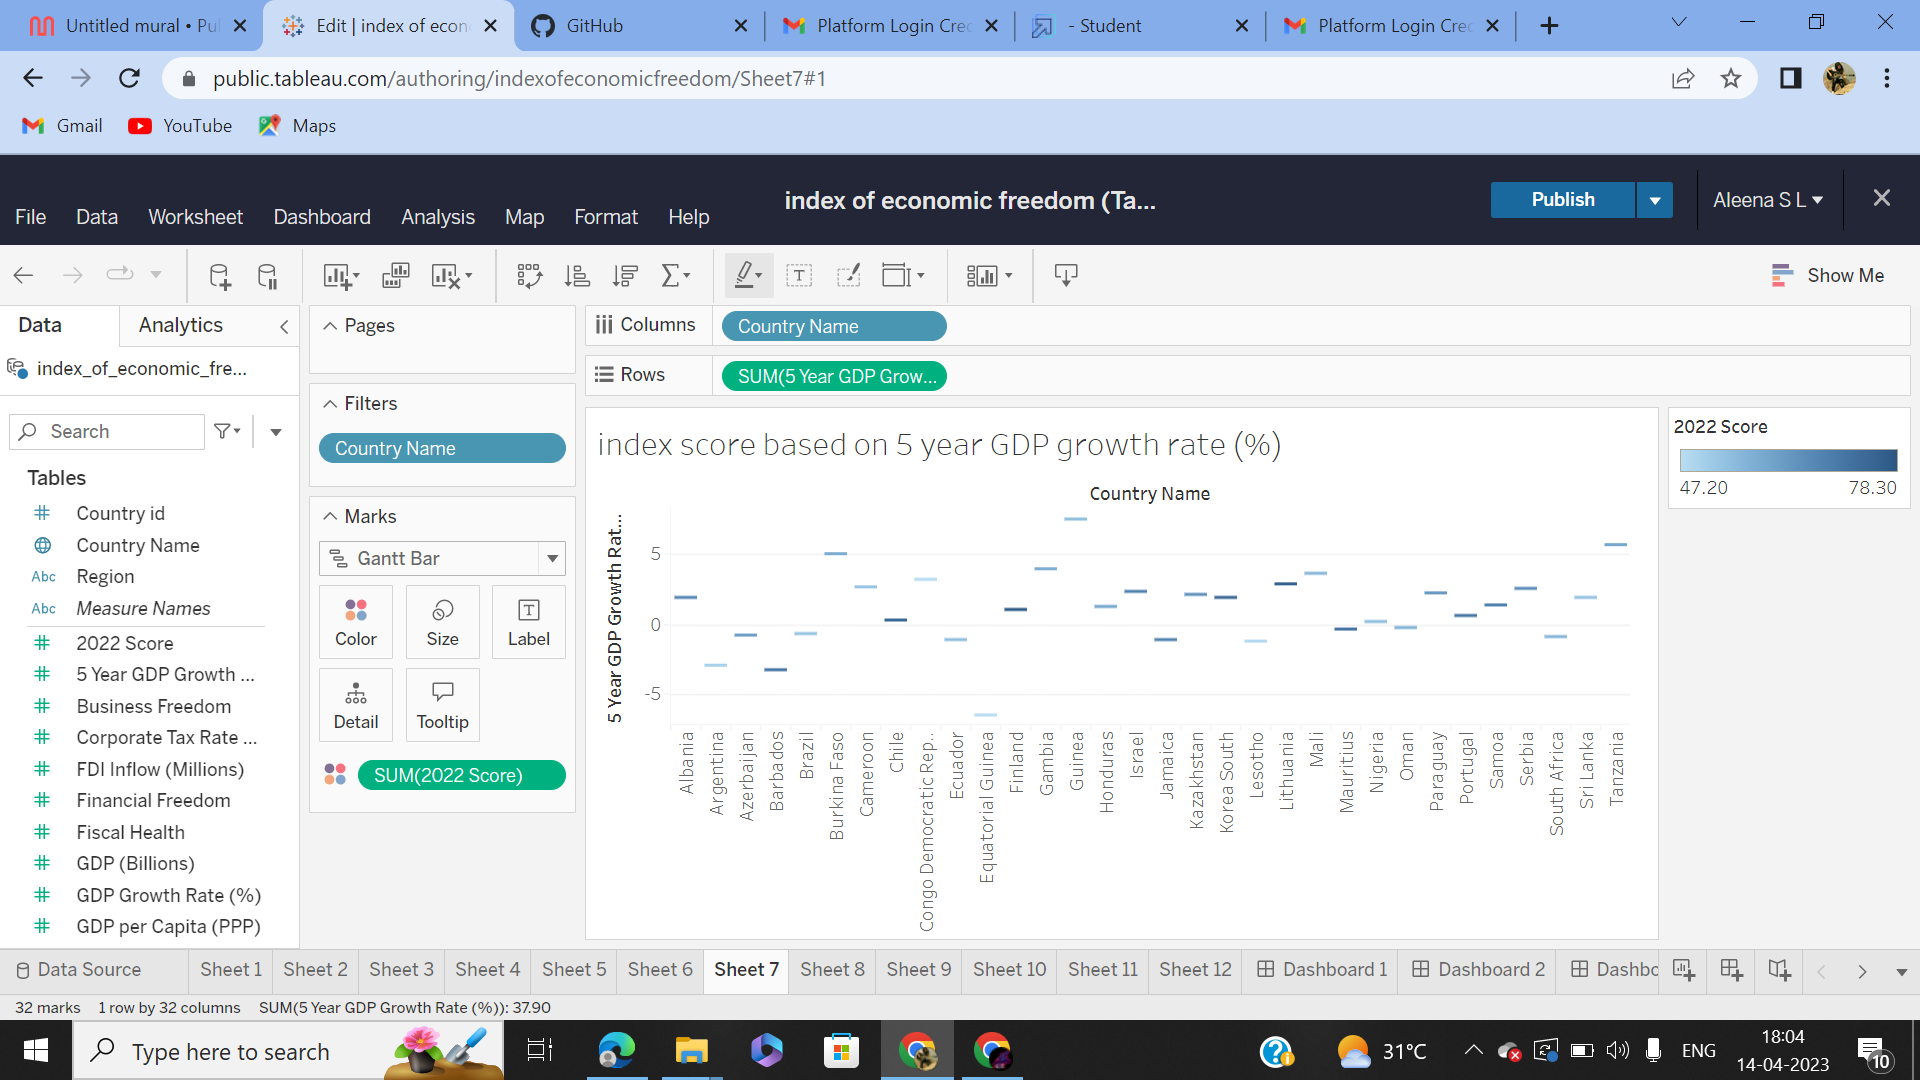 Untitled mural • Pu
Edit | index of econ
GitHub
Platform Login Cre
- Student
Platform Login Cre
public.tableau.com/authoring/indexofeconomicfreedom/Sheet7#1
Gmail
YouTube
Maps
File
Data
Worksheet
Dashboard
Analysis
Map
Format
Help
index of economic freedom (Ta...
Publish
Aleena S L
Show Me
Data
Analytics
index_of_economic_fre...
Search
Tables
Country id
Country Name
Abc Region
Abc Measure Names
2022 Score
5 Year GDP Growth ...
Business Freedom
Corporate Tax Rate ...
FDI Inflow (Millions)
Financial Freedom
Fiscal Health
GDP (Billions)
GDP Growth Rate (%)
GDP per Capita (PPP)
Pages
Filters
Country Name
Marks
Gantt Bar
Color
Size
Label
Detail
Tooltip
SUM(2022 Score)
Columns
Country Name
Rows
SUM(5 Year GDP Grow...
index score based on 5 year GDP growth rate (%)
Country Name
5 Year GDP Growth Rat...
5
0
-5
Albania
Argentina
Azerbaijan
Barbados
Brazil
Burkina Faso
Cameroon
Chile
Congo Democratic Rep..
Ecuador
Equatorial Guinea
Finland
Gambia
Guinea
Honduras
Israel
Jamaica
Kazakhstan
Korea South
Lesotho
Lithuania
Mali
Mauritius
Nigeria
Oman
Paraguay
Portugal
Samoa
Serbia
South Africa
Sri Lanka
Tanzania
2022 Score
47.20
78.30
Data Source
Sheet 1
Sheet 2
Sheet 3
Sheet 4
Sheet 5
Sheet 6
Sheet 7
Sheet 8
Sheet 9
Sheet 10
Sheet 11
Sheet 12
Dashboard 1
Dashboard 2
Dashbo
32 marks
1 row by 32 columns
SUM(5 Year GDP Growth Rate (%)): 37.90
Type here to search
31°C
ENG
18:04
14-04-2023
10